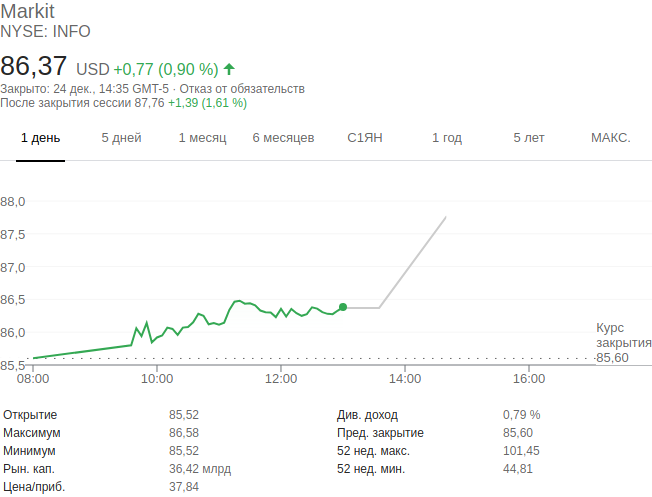 Markit
NYSE: INFO
86,37 USD +0,77 (0,90 %)
Закрыто: 24 дек., 14:35 GMT-5 · Отказ от обязательств
После закрытия сессии 87,76 +1,39 (1,61 %)
1 день 5 дней 1 месяц 6 месяцев С1ЯН 1 год 5 лет МАКС.
88,0
87,5
87,0
86,5
86,0
85,5
Курс
закрытия
85,60
08:00 10:00 12:00 14:00 16:00
Открытие 85,52 Див. доход 0,79 %
Максимум 86,58 Пред. закрытие 85,60
Минимум 85,52 52 нед. макс. 101,45
Рын. кап. 36,42 млрд 52 нед. мин. 44,81
Цена/приб. 37,84